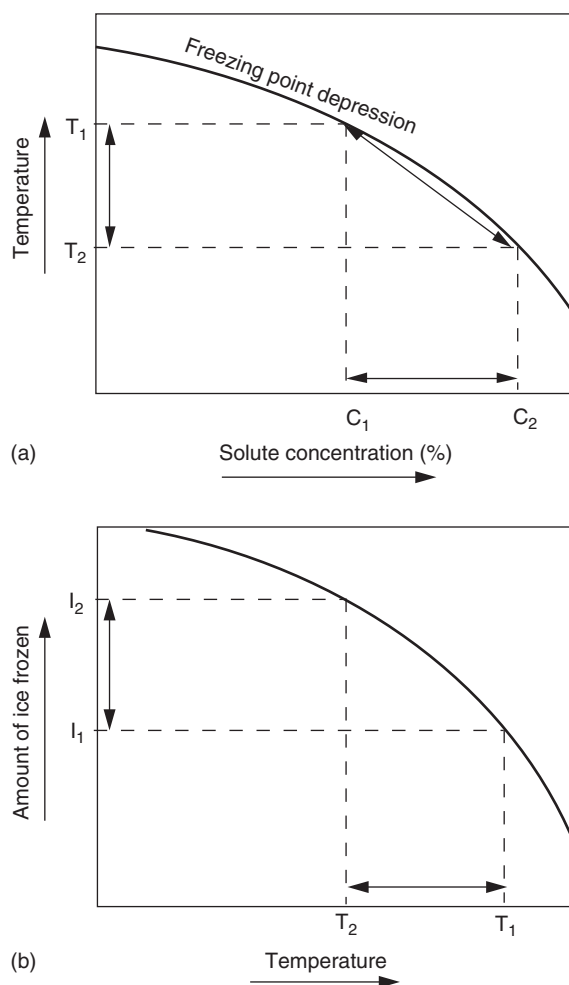 Freezing point depression
T1
Temperature
T2
C1
C2
(a)
Solute concentration (%)
I2
Amount of ice frozen
I1
T2
T1
(b)
Temperature